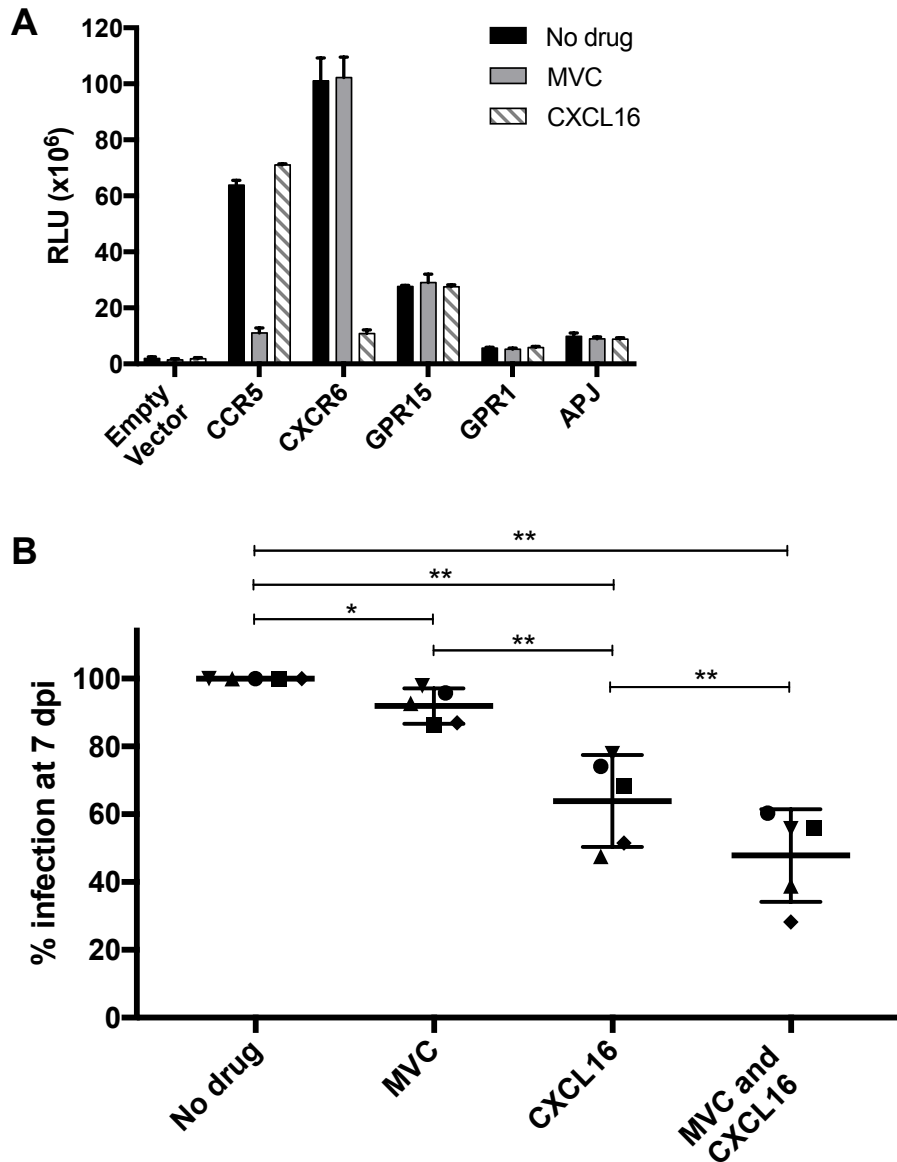 A
120
100
80
60
40
20
0
RLU (x10⁶)
No drug
MVC
CXCL16
Empty
Vector
CCR5
CXCR6
GPR15
GPR1
APJ
B
**
**
*
**
**
100
80
60
40
20
0
% infection at 7 dpi
No drug
MVC
CXCL16
MVC and
CXCL16